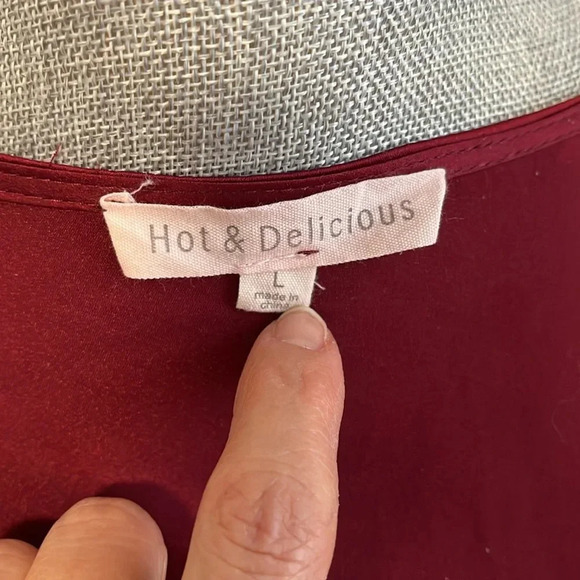 Hot & Delicious
L
made in
china